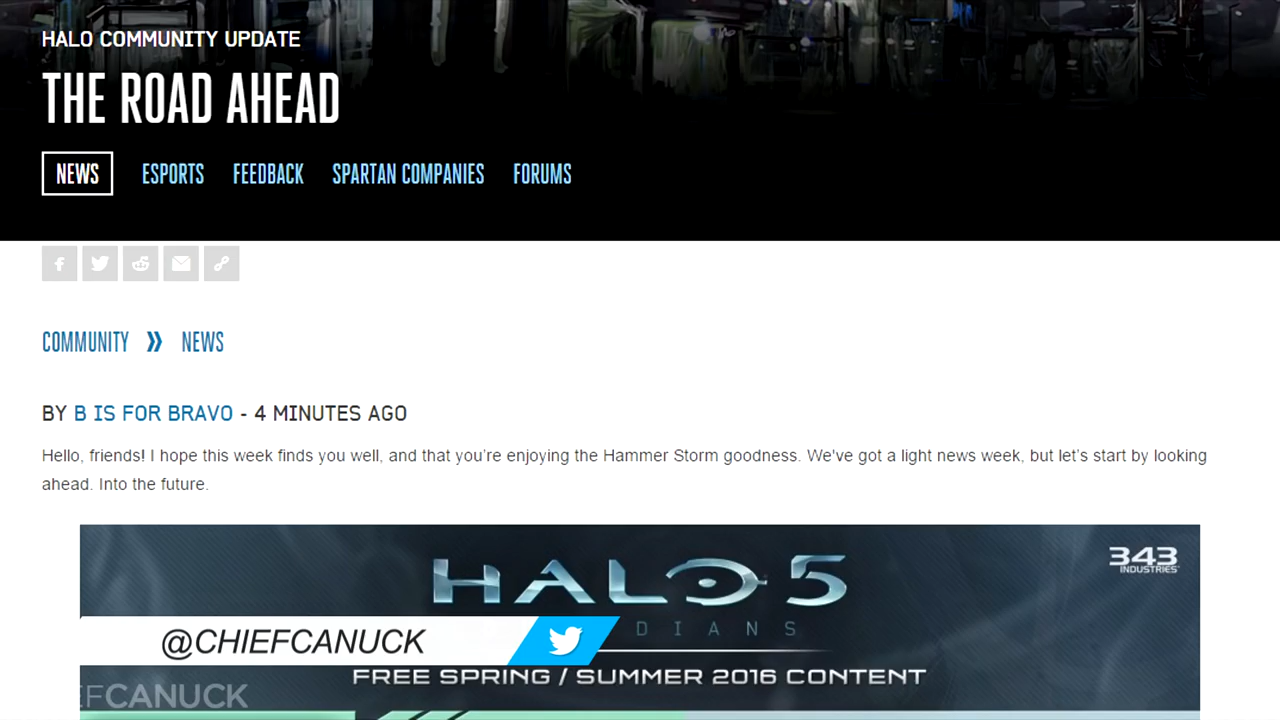 HALO COMMUNITY UPDATE
THE ROAD AHEAD
NEWS ESPORTS FEEDBACK SPARTAN COMPANIES FORUMS
COMMUNITY » NEWS
BY B IS FOR BRAVO - 4 MINUTES AGO
Hello, friends! I hope this week finds you well, and that you're enjoying the Hammer Storm goodness. We've got a light news week, but let's start by looking
ahead. Into the future.
HALO 5
343
INDUSTRIES
DIANS
@CHIEFCANUCK
FREE SPRING / SUMMER 2016 CONTENT
EFCANUCK